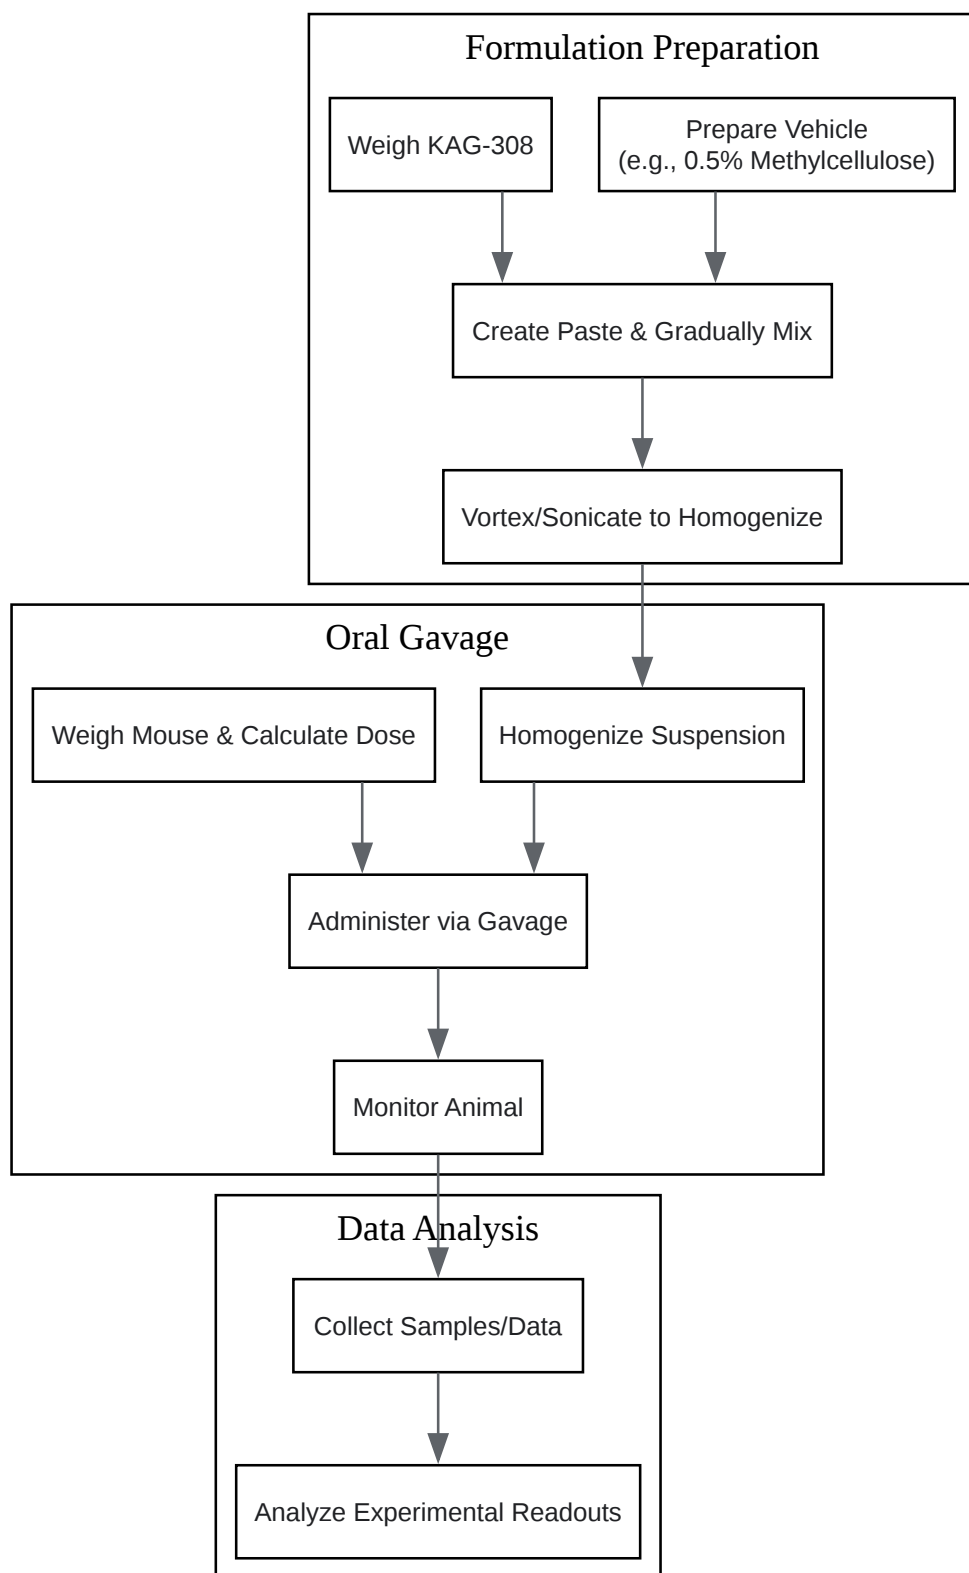 Formulation Preparation
Weigh KAG-308
Prepare Vehicle
(e.g., 0.5% Methylcellulose)
Create Paste & Gradually Mix
Vortex/Sonicate to Homogenize
Oral Gavage
Weigh Mouse & Calculate Dose
Homogenize Suspension
Administer via Gavage
Monitor Animal
Data Analysis
Collect Samples/Data
Analyze Experimental Readouts